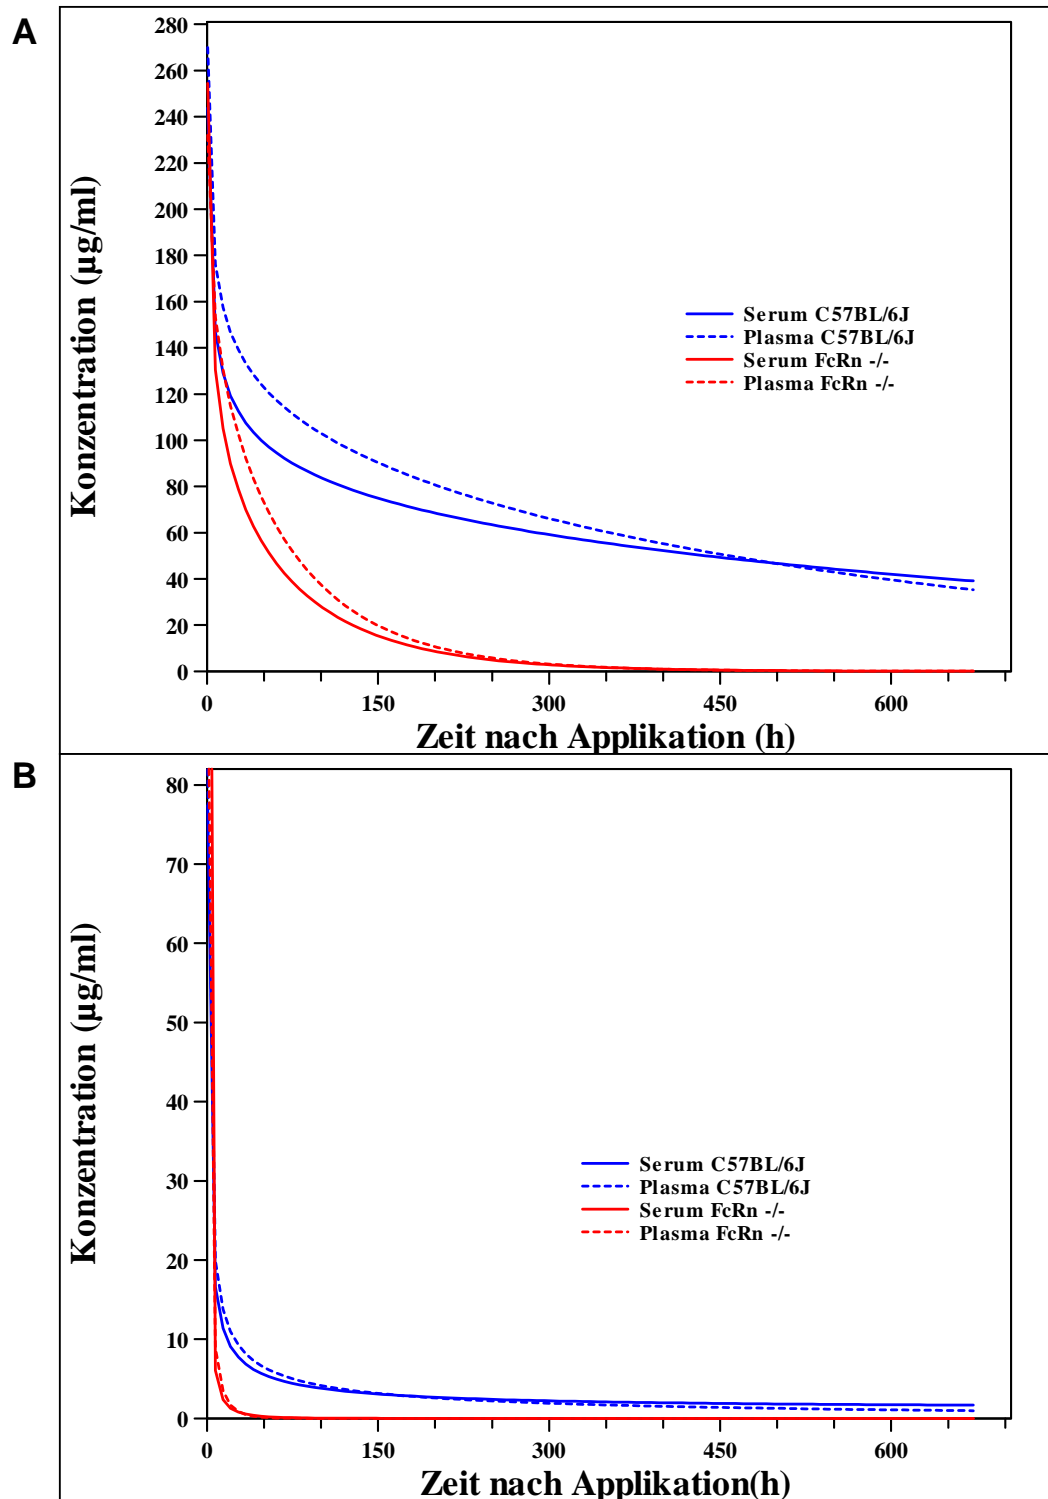 A
280
260
240
220
200
180
160
140
120
100
80
60
40
20
0
Konzentration (µg/ml)
Serum C57BL/6J
Plasma C57BL/6J
Serum FcRn -/-
Plasma FcRn -/-
0 150 300 450 600
Zeit nach Applikation (h)
B
80
70
60
50
40
30
20
10
0
Konzentration (µg/ml)
Serum C57BL/6J
Plasma C57BL/6J
Serum FcRn -/-
Plasma FcRn -/-
0 150 300 450 600
Zeit nach Applikation(h)